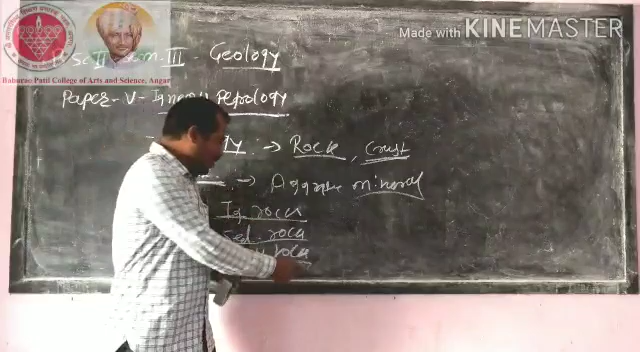 Made with KINEMASTER
B.Sc II Sem. III - Geology
Baburao Patil College of Arts and Science, Angar
Paper - V - Igneous Petrology
→ Rock, Crust
→ Aggregate mineral
Ig. rock
Sed. rock
rock